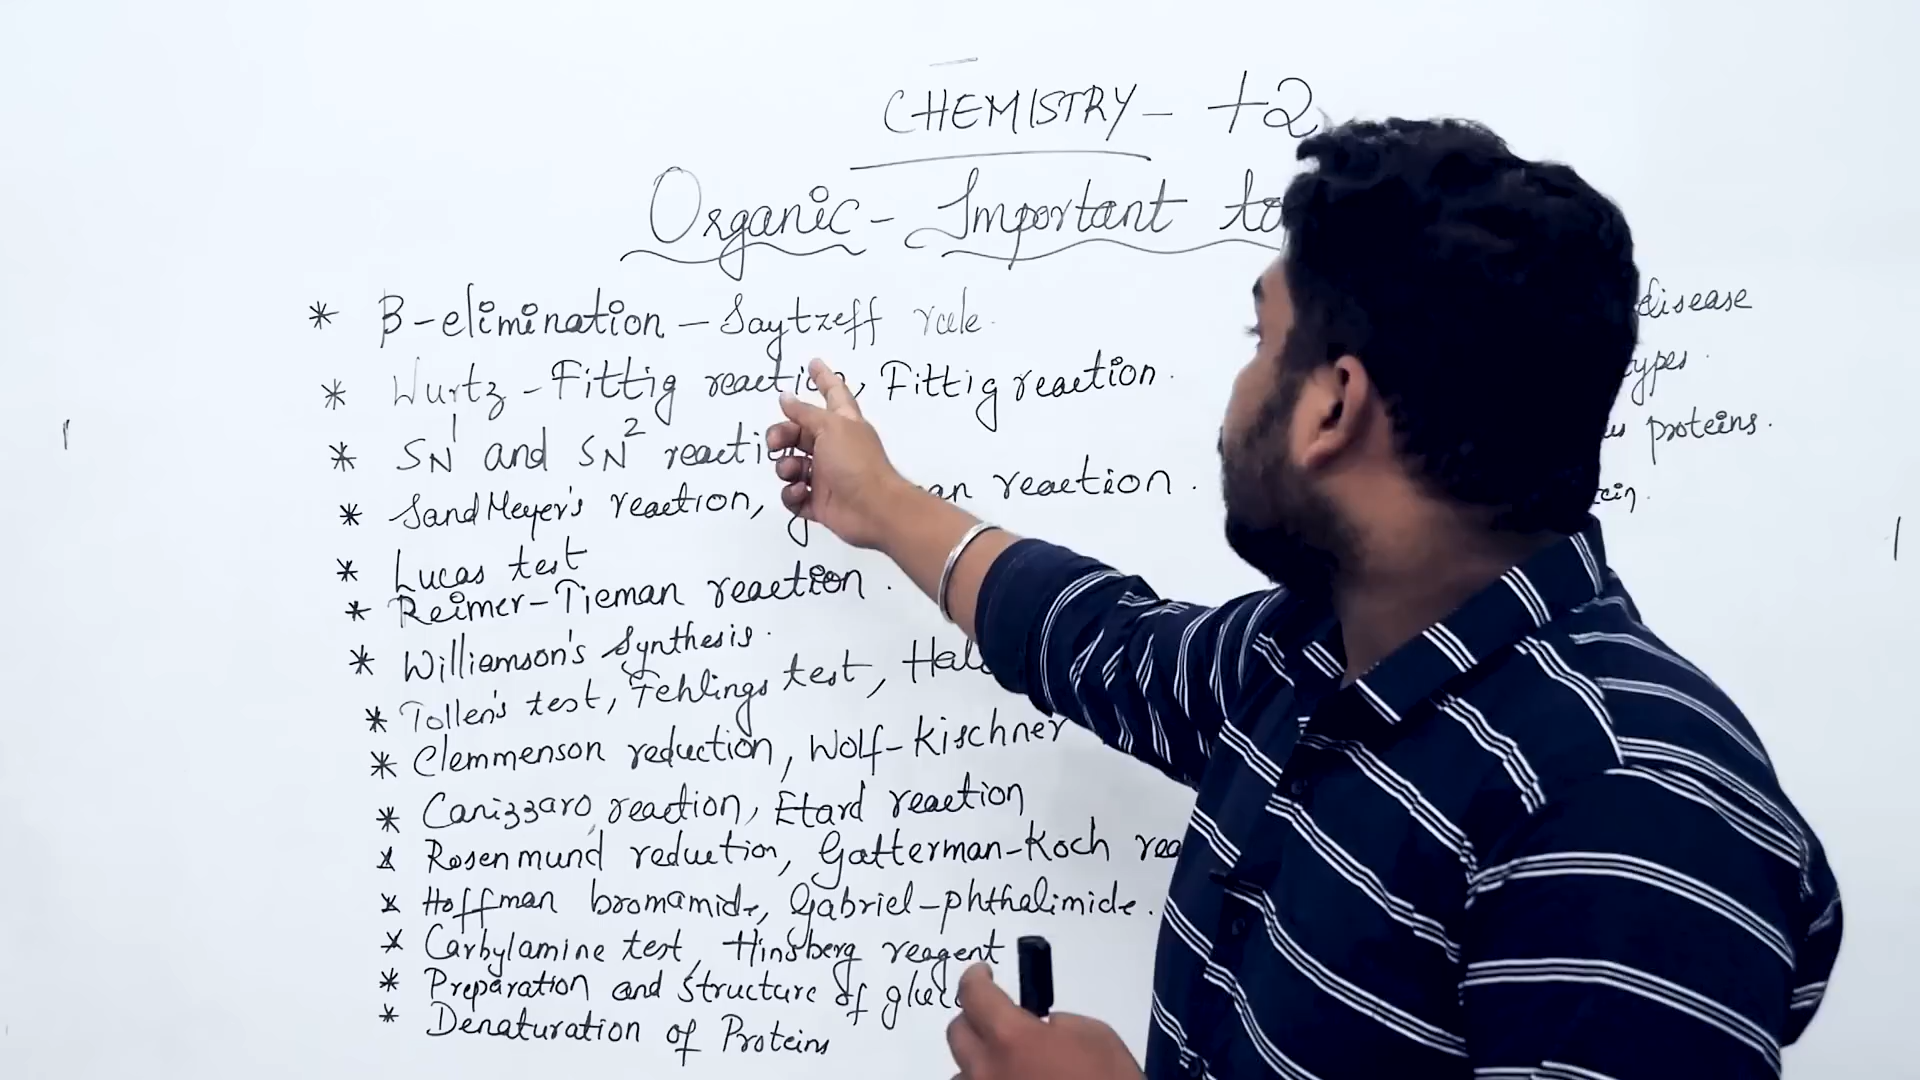 CHEMISTRY - +2
Organic - Important
* β-elimination - Saytzeff rule.
* Wurtz - Fittig reaction, Fittig reaction.
* SN1 and SN2
* Sand Meyer's reaction, reaction.
* Lucas test
* Reimer-Tieman reaction.
* Williamson's Synthesis.
* Tollen's test, Fehlings test,
* Clemmenson reduction, Wolf-kischner
* Canizzaro reaction, Etard reaction
* Rosenmund reduction, Gatterman-Koch
* Hoffman bromamide, Gabriel-phthalimide.
* Carbylamine test, Hinsberg reagent
* Preparation and structure of
* Denaturation of Proteins
disease
types.
proteins.